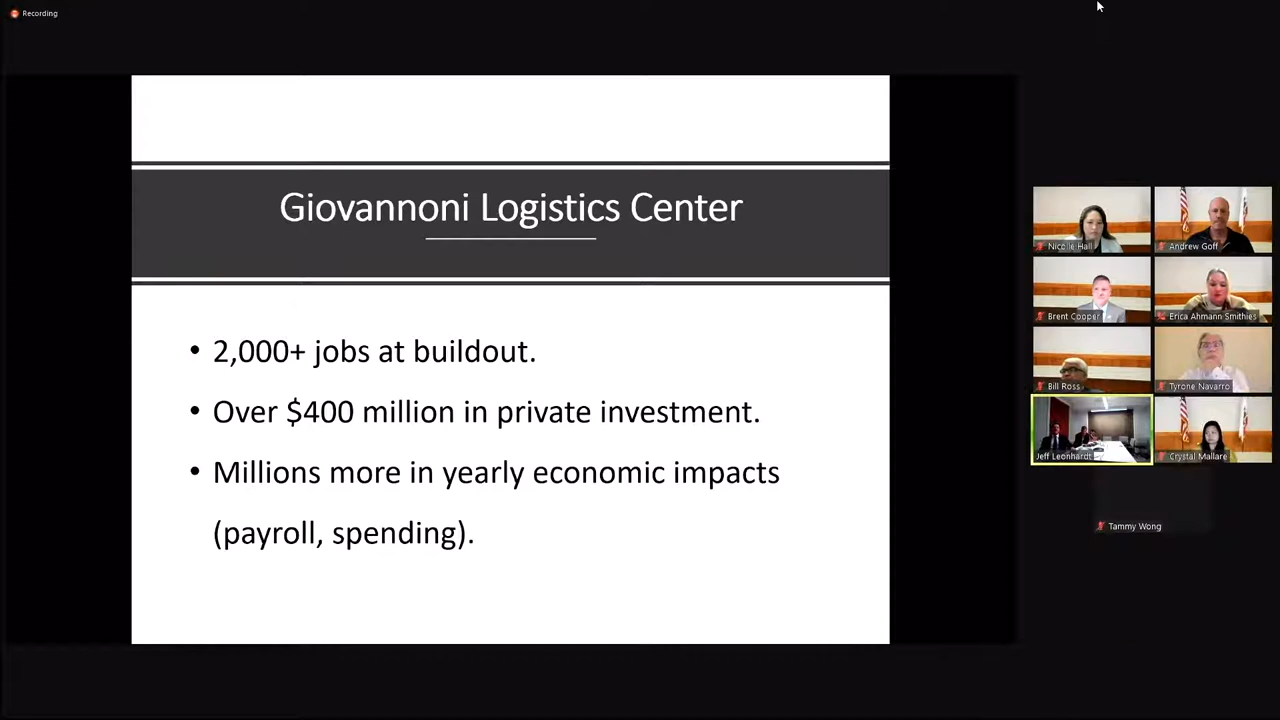 Recording
Giovannoni Logistics Center
• 2,000+ jobs at buildout.
• Over $400 million in private investment.
• Millions more in yearly economic impacts
(payroll, spending).
Nicolle Hall
Andrew Goff
Brent Cooper
Erica Ahmann Smithies
Bill Ross
Tyrone Navarro
Jeff Leonhardt
Crystal Mallare
Tammy Wong